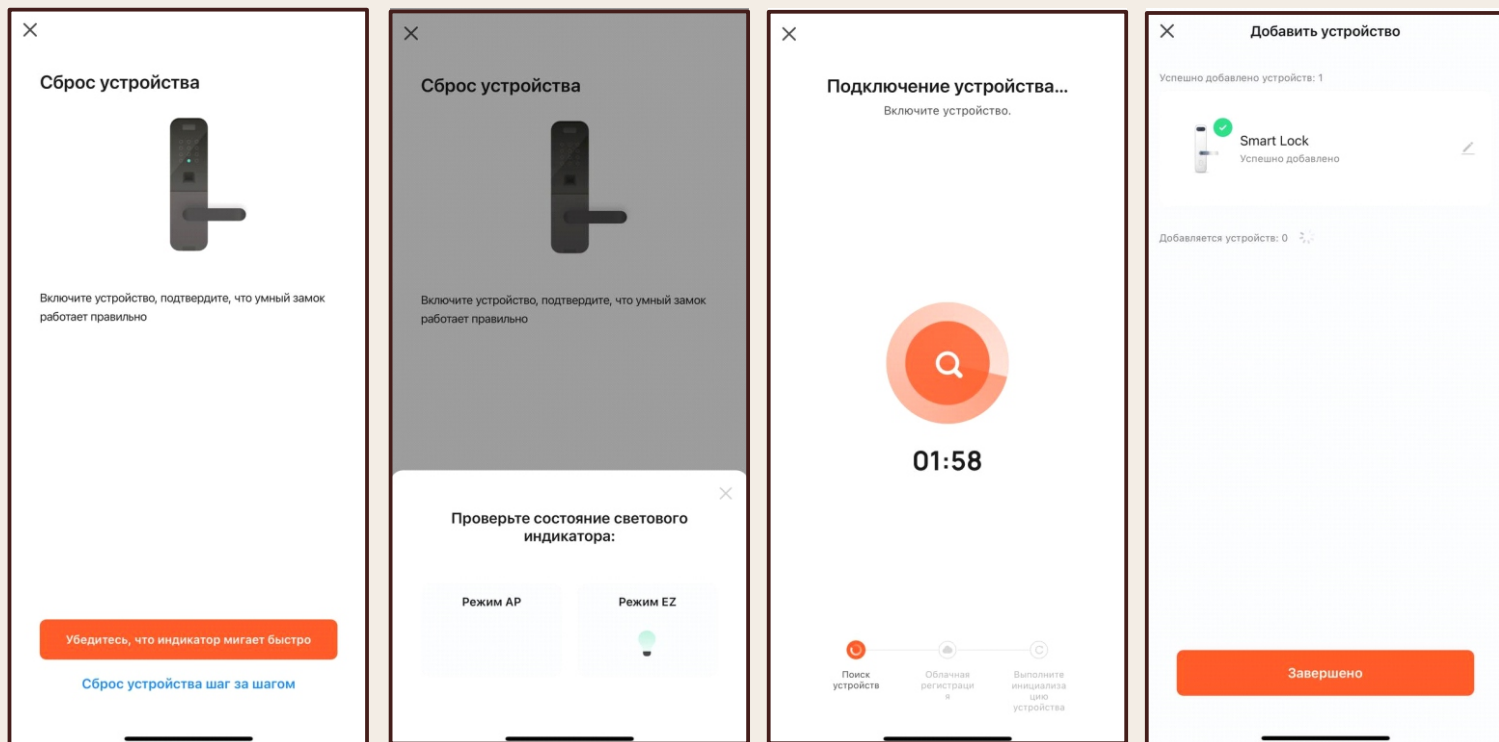 Сброс устройства
Включите устройство, подтвердите, что умный замок
работает правильно
Убедитесь, что индикатор мигает быстро
Сброс устройства шаг за шагом
Сброс устройства
Включите устройство, подтвердите, что умный замок
работает правильно
Проверьте состояние светового
индикатора:
Режим AP
Режим EZ
Подключение устройства...
Включите устройство.
01:58
Поиск
устройств
Облачная
регистраци
я
Выполните
инициализа
цию
устройства
Добавить устройство
Успешно добавлено устройств: 1
Smart Lock
Успешно добавлено
Добавляется устройств: 0
Завершено